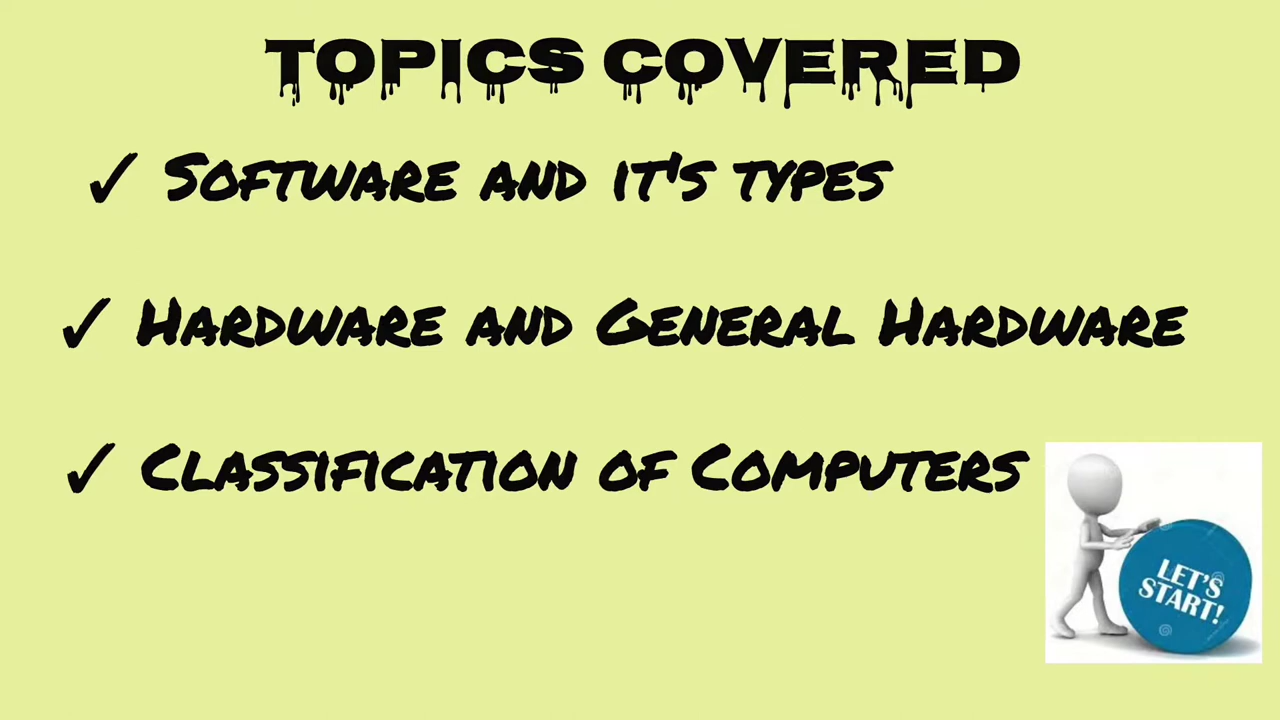 TOPICS COVERED
✓ SOFTWARE AND IT'S TYPES
✓ HARDWARE AND GENERAL HARDWARE
✓ CLASSIFICATION OF COMPUTERS
LET'S
START!